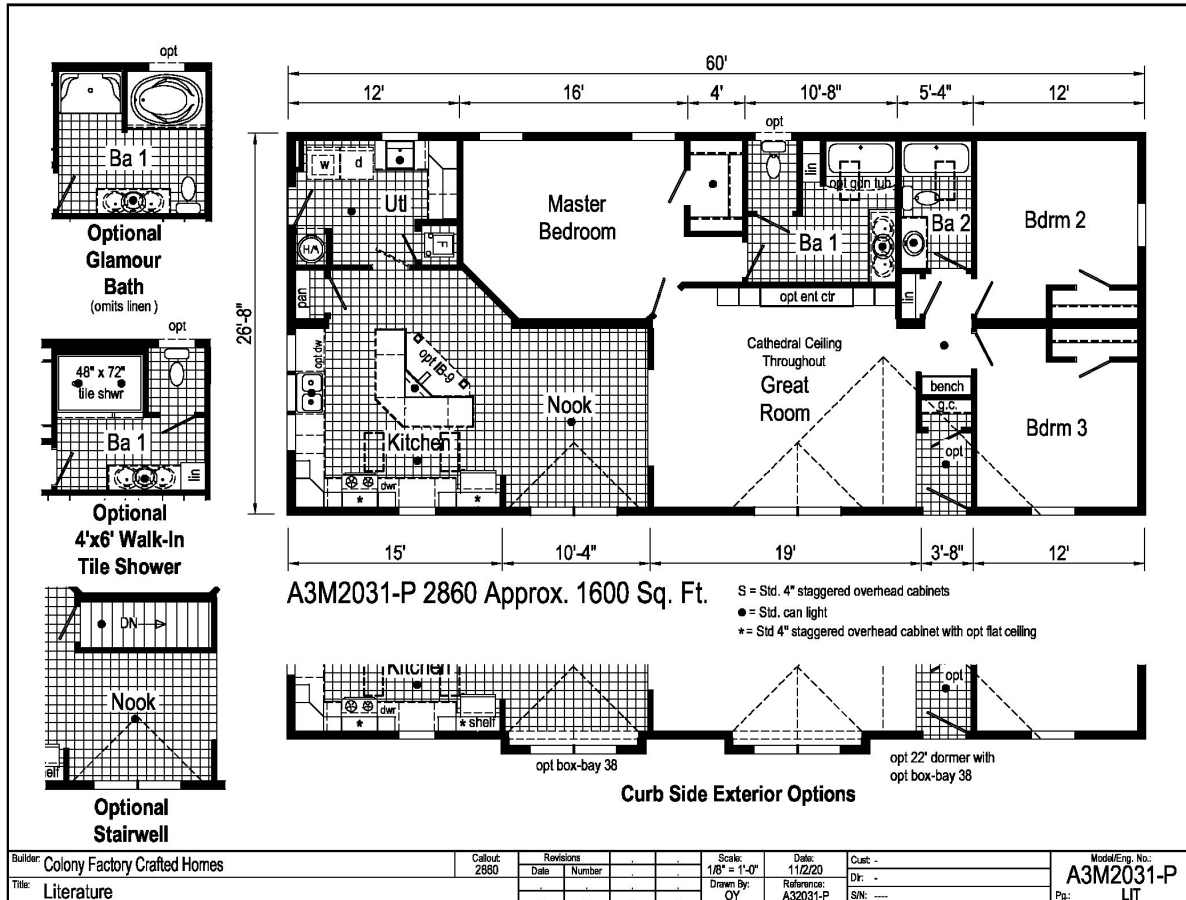 opt
Ba 1
Optional
Glamour
Bath
(omits linen )
opt
48" x 72"
tile shwr
Ba 1
lin
Optional
4'x6' Walk-In
Tile Shower
DN
Nook
Optional
Stairwell
60'
12' 16' 4' 10'-8" 5'-4" 12'
26'-8"
opt
w d
Utl
W/H
F
pan
Master
Bedroom
lin
opt gdn tub
Ba 1
Ba 2
lin
Bdrm 2
opt ent ctr
opt dw
opt IB-9
Kitchen
dwr
* *
Nook
Cathedral Ceiling
Throughout
Great
Room
bench
g.c.
opt
Bdrm 3
15' 10'-4" 19' 3'-8" 12'
A3M2031-P 2860 Approx. 1600 Sq. Ft.
S = Std. 4" staggered overhead cabinets
● = Std. can light
* = Std 4" staggered overhead cabinet with opt flat ceiling
Kitchen
dwr
* * shelf
opt
opt box-bay 38
opt 22' dormer with
opt box-bay 38
Curb Side Exterior Options
Builder: Colony Factory Crafted Homes
Title: Literature
Callout:
2860
Revisions
Date Number
Scale:
1/8" = 1'-0"
Date:
11/2/20
Drawn By:
OY
Reference:
A32031-P
Cust: -
Dir: -
S/N: ----
Model/Eng. No.:
A3M2031-P
Pg.: LIT